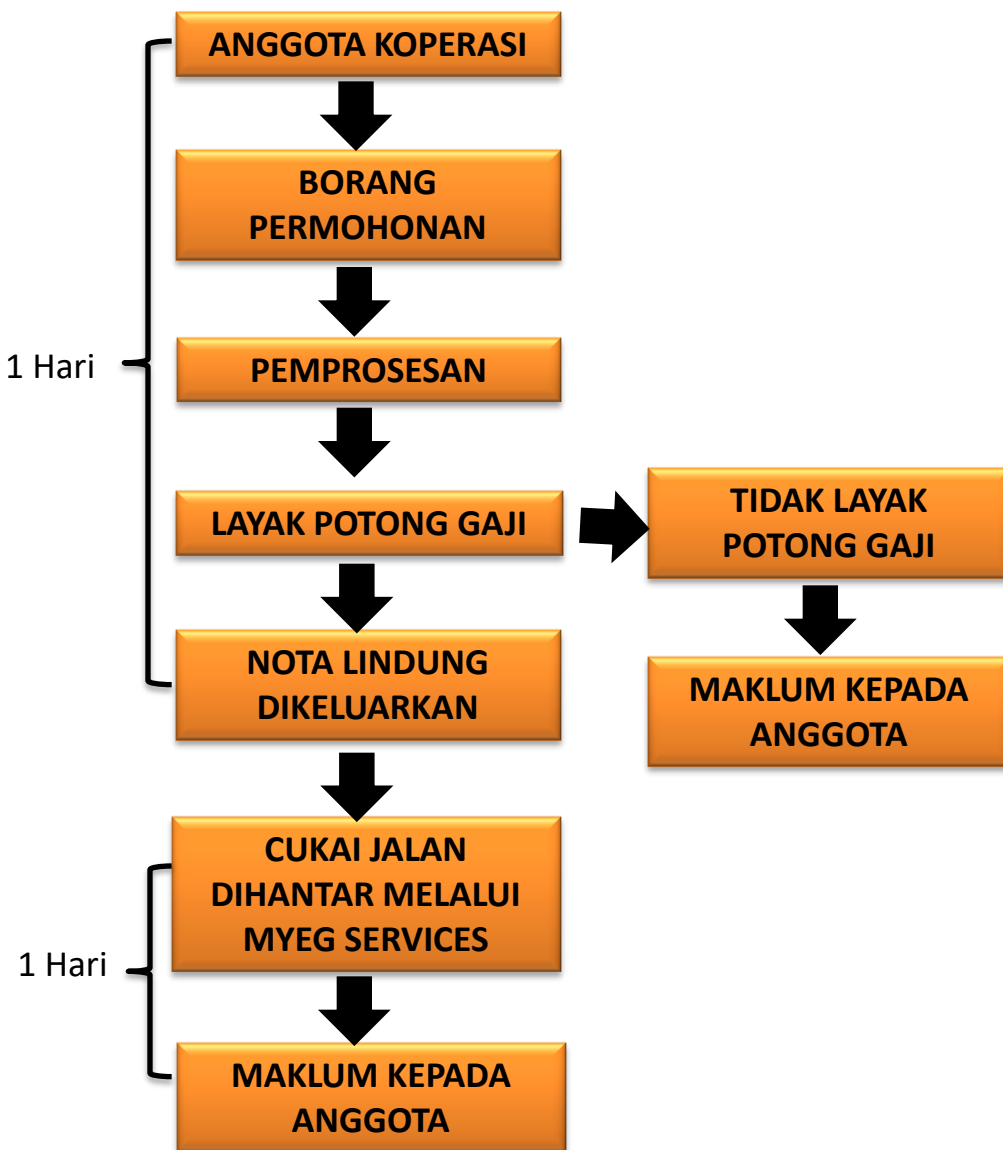 ANGGOTA KOPERASI
BORANG
PERMOHONAN
1 Hari
PEMPROSESAN
LAYAK POTONG GAJI
TIDAK LAYAK
POTONG GAJI
NOTA LINDUNG
DIKELUARKAN
MAKLUM KEPADA
ANGGOTA
CUKAI JALAN
DIHANTAR MELALUI
MYEG SERVICES
1 Hari
MAKLUM KEPADA
ANGGOTA